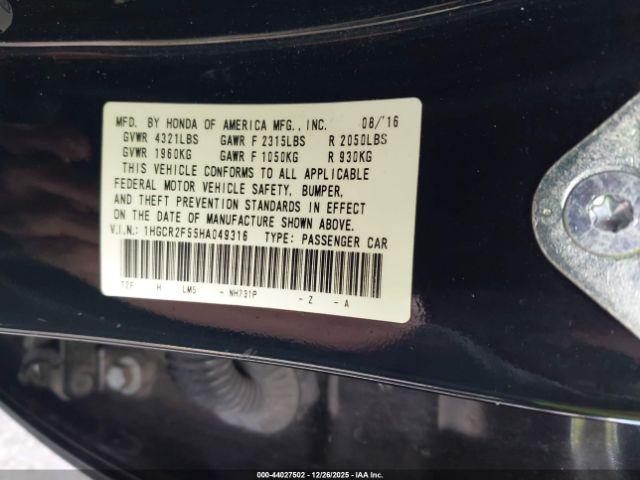 MFD. BY HONDA OF AMERICA MFG., INC. 08/'16
GVWR 4321LBS GAWR F 2315LBS R 2050LBS
GVWR 1960KG GAWR F 1050KG R 930KG
THIS VEHICLE CONFORMS TO ALL APPLICABLE
FEDERAL MOTOR VEHICLE SAFETY, BUMPER,
AND THEFT PREVENTION STANDARDS IN EFFECT
ON THE DATE OF MANUFACTURE SHOWN ABOVE.
V.I.N.: 1HGCR2F55HA049316 TYPE: PASSENGER CAR
T2F H LM5 - NH731P - Z - A
000-44027502 - 12/26/2025 - IAA Inc.